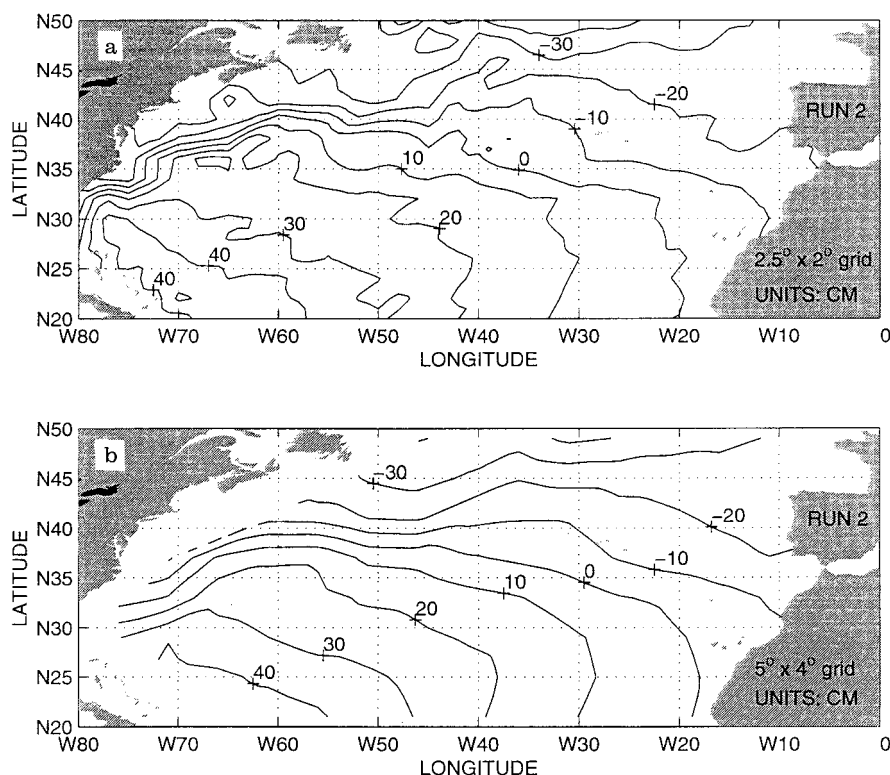 N50
a
−30
N45
−20
N40
−10
RUN 2
N35
10
0
LATITUDE
N30
30
20
40
N25
2.5° x 2° grid
40
UNITS: CM
N20
W80
W70
W60
W50
W40
W30
W20
W10
0
LONGITUDE
N50
b
N45
−30
−20
RUN 2
N40
−10
N35
0
10
LATITUDE
N30
20
30
N25
40
5° x 4° grid
UNITS: CM
N20
W80
W70
W60
W50
W40
W30
W20
W10
0
LONGITUDE